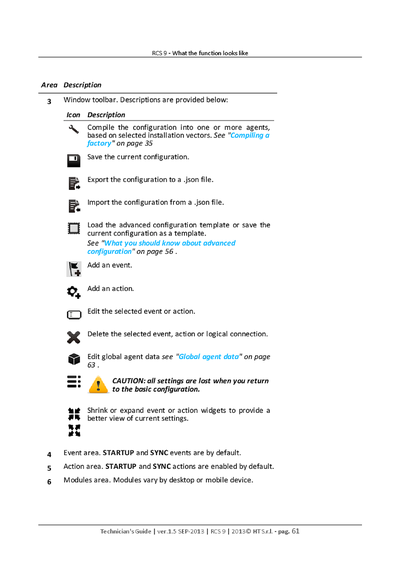 RCS 9 - What the function looks like
Area Description
3 Window toolbar. Descriptions are provided below:
Icon Description
Compile the configuration into one or more agents,
based on selected installation vectors. See "Compiling a
factory" on page 35
Save the current configuration.
Export the configuration to a .json file.
Import the configuration from a .json file.
Load the advanced configuration template or save the
current configuration as a template.
See "What you should know about advanced
configuration" on page 56 .
Add an event.
Add an action.
Edit the selected event or action.
Delete the selected event, action or logical connection.
Edit global agent data see "Global agent data" on page
63 .
CAUTION: all settings are lost when you return
to the basic configuration.
Shrink or expand event or action widgets to provide a
better view of current settings.
4 Event area. STARTUP and SYNC events are by default.
5 Action area. STARTUP and SYNC actions are enabled by default.
6 Modules area. Modules vary by desktop or mobile device.
Technician's Guide | ver.1.5 SEP-2013 | RCS 9 | 2013© HT S.r.l. - pag. 61